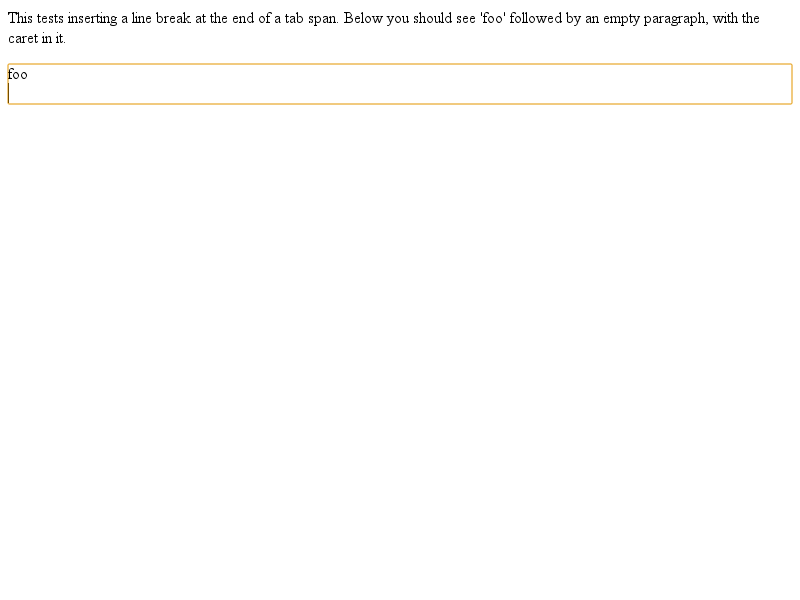 This tests inserting a line break at the end of a tab span. Below you should see 'foo' followed by an empty paragraph, with the
caret in it.
foo